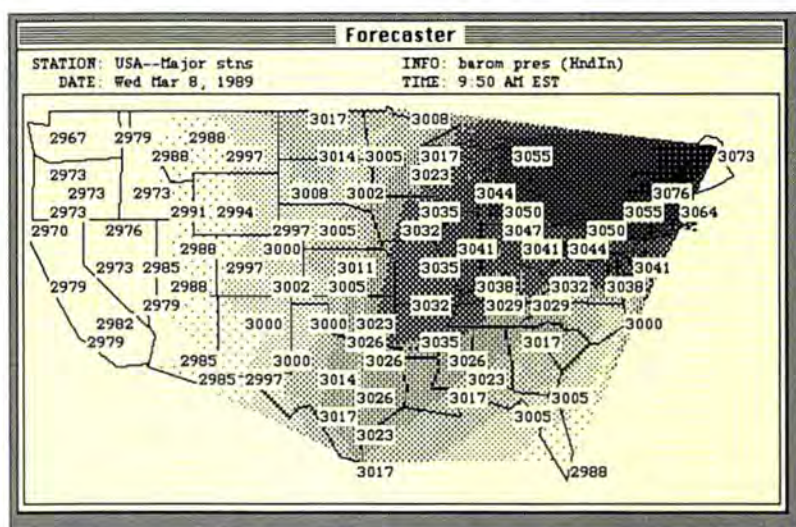 Forecaster
STATION: USA--Major stns INFO: barom pres (HndIn)
DATE: Wed Mar 8, 1989 TIME: 9:50 AM EST
3017 3008
2967 2979 2988
2988 2997 3014 3005 3017 3055 3073
2973 3023
2973 2973 3008 3002 3044 3076
2973 2991 2994 3035 3050 3055 3064
2970 2976 2997 3005 3032 3047 3050
2988 3000 3041 3041 3044
2973 2985 2997 3011 3035 3041
2979 2988 3002 3005 3038 3032 3038
2979 3032 3029 3029
2982 3000 3000 3023 3000
2979 3026 3035 3017
2985 3000 3026 3026
2985 2997 3014 3023
3026 3017 3005
3017 3005
3023
3017 2988